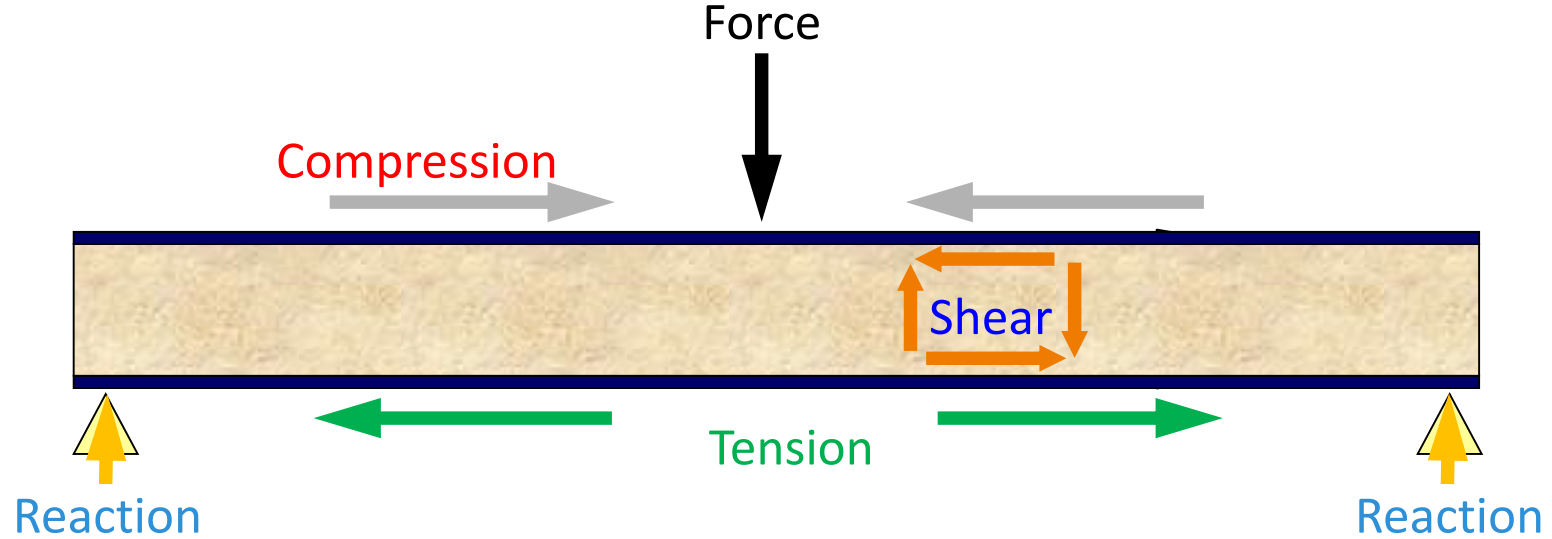 Force
Compression
Shear
Tension
Reaction
Reaction